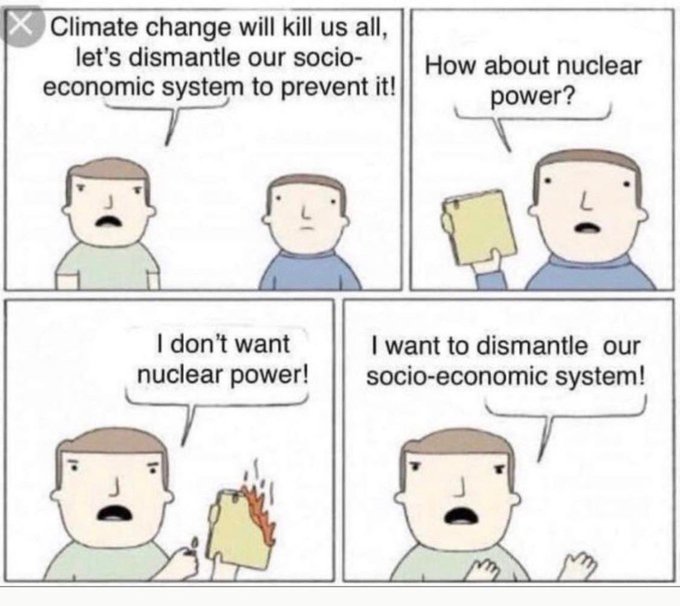 Climate change will kill us all,
let's dismantle our socio-
economic system to prevent it!
How about nuclear
power?
I don't want
nuclear power!
I want to dismantle our
socio-economic system!